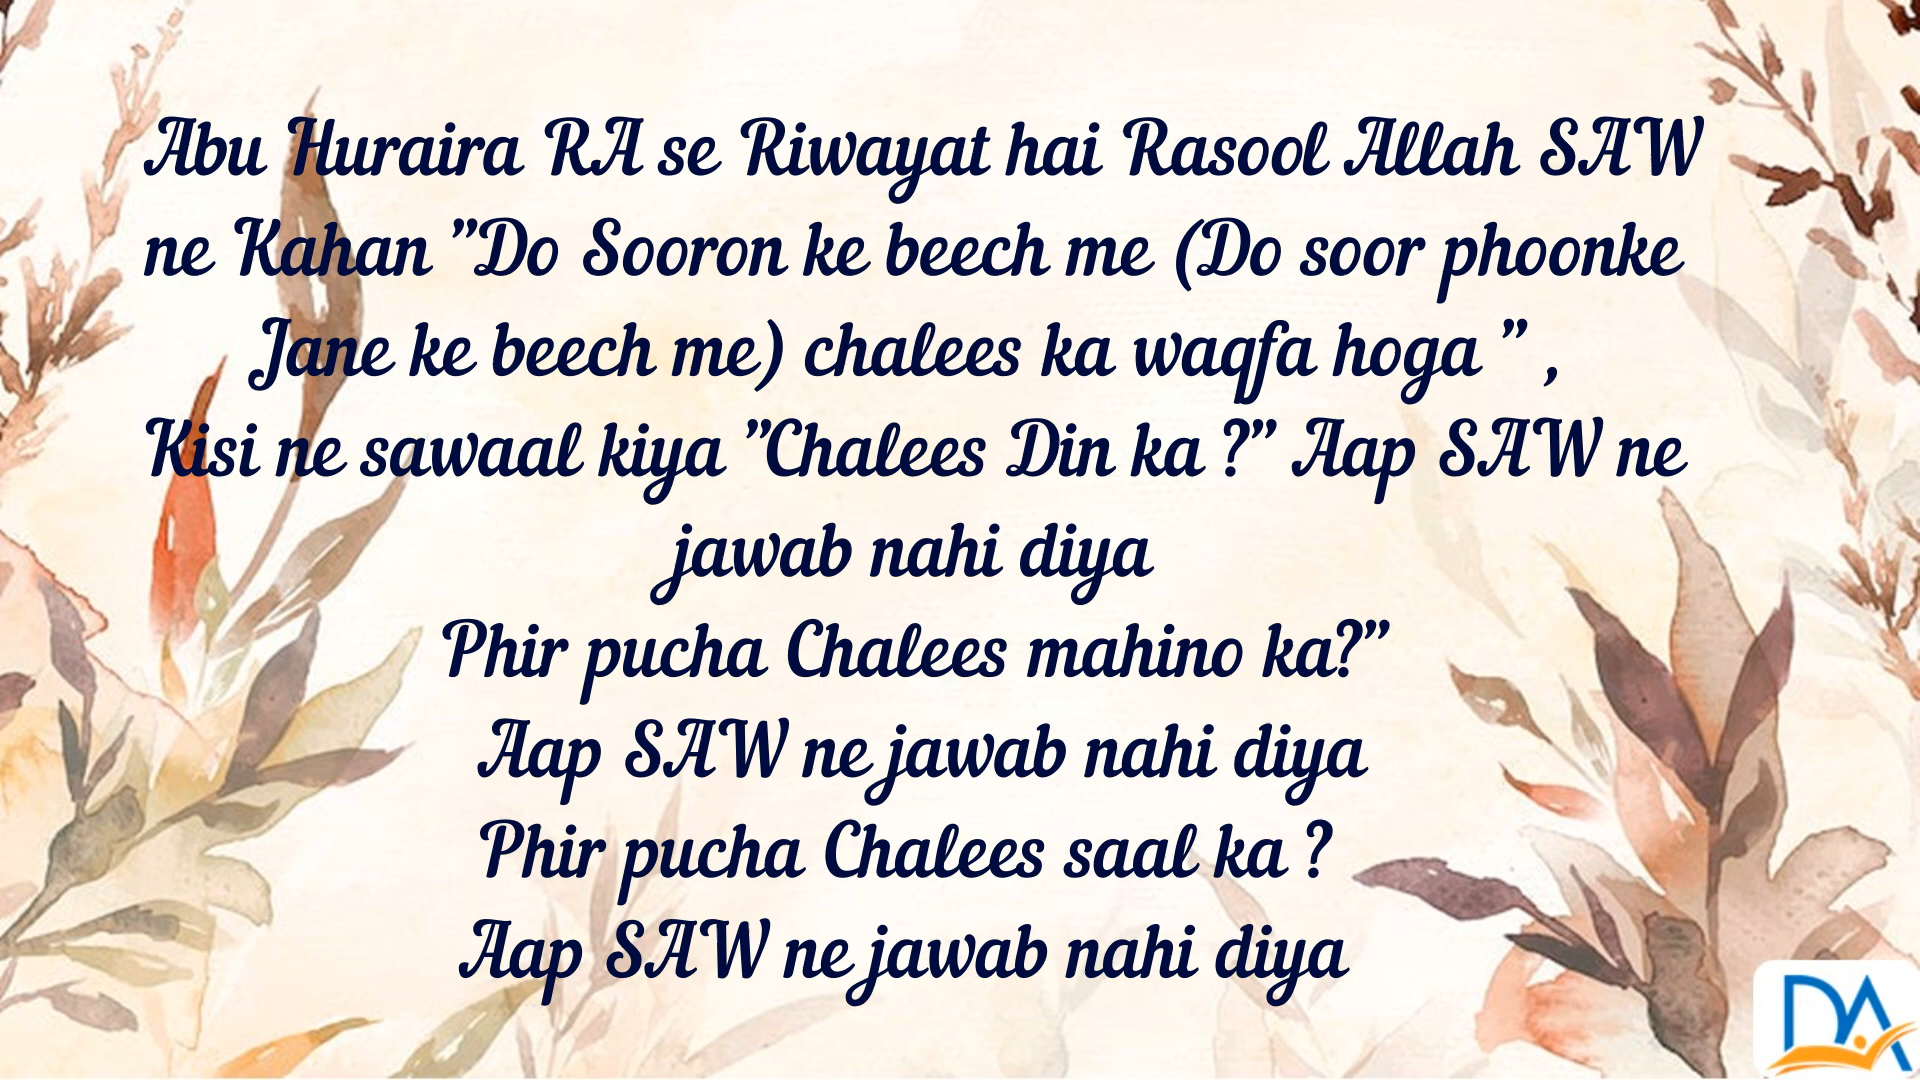 Abu Huraira RA se Riwayat hai Rasool Allah SAW
ne Kahan "Do Sooron ke beech me (Do soor phoonke
Jane ke beech me) chalees ka waqfa hoga " ,
Kisi ne sawaal kiya "Chalees Din ka ?" Aap SAW ne
jawab nahi diya
Phir pucha Chalees mahino ka?"
Aap SAW ne jawab nahi diya
Phir pucha Chalees saal ka ?
Aap SAW ne jawab nahi diya
DA